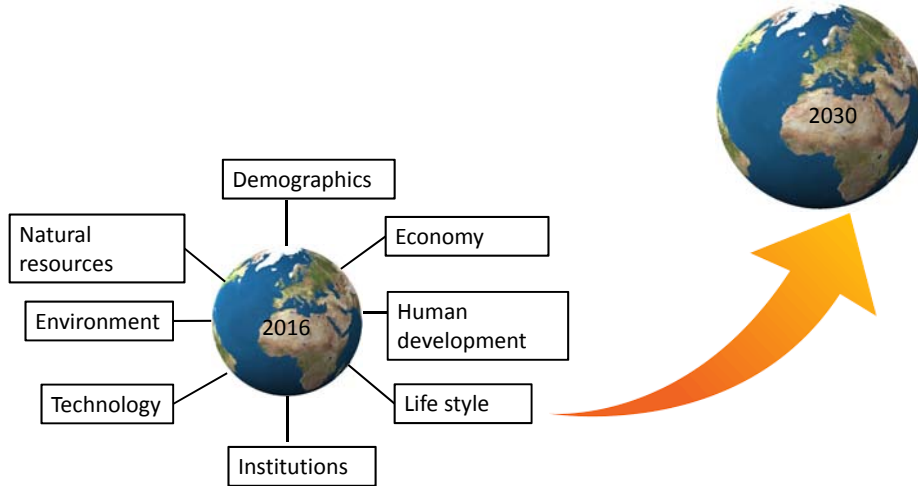 2030
Demographics
Natural
resources
Economy
Environment
2016
Human
development
Technology
Life style
Institutions